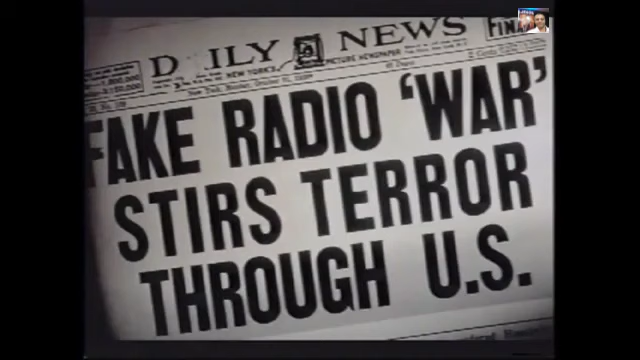 DAILY NEWS
FINAL
NEW YORK'S PICTURE NEWSPAPER
FAKE RADIO 'WAR'
STIRS TERROR
THROUGH U.S.